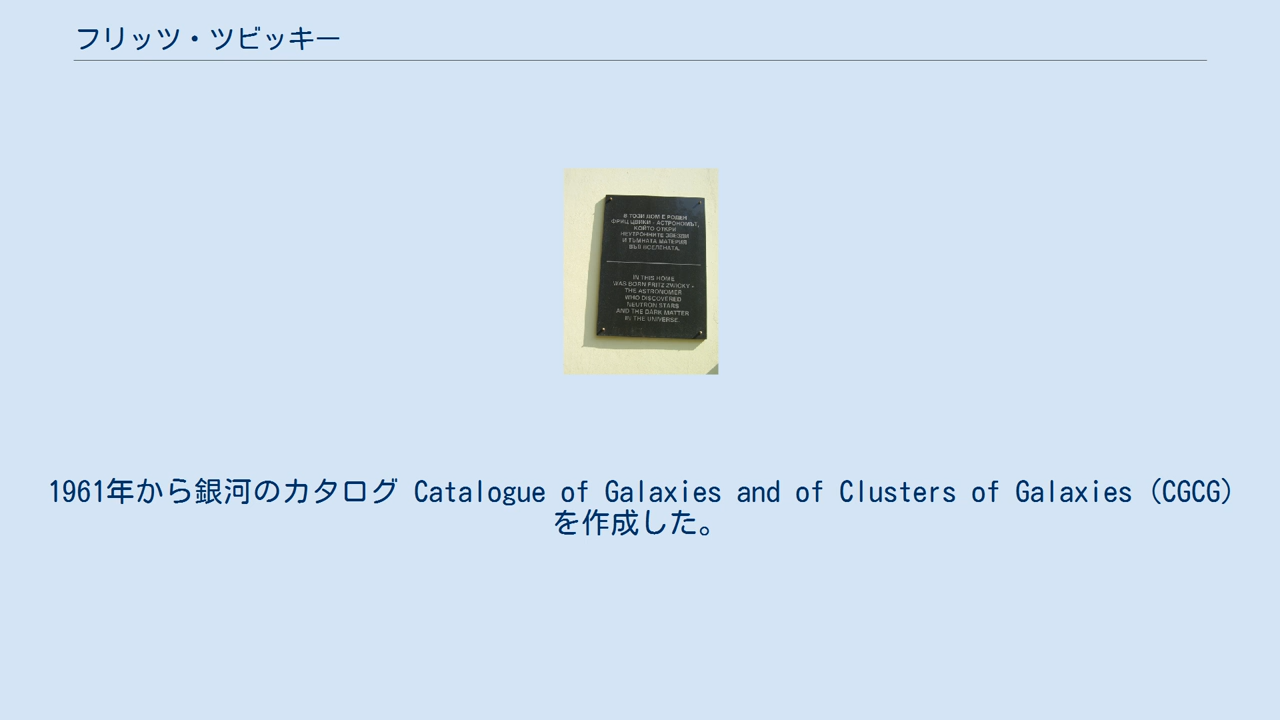 フリッツ・ツビッキー
В ТОЗИ ДОМ Е РОДЕН
ФРИЦ ЦВИКИ - АСТРОНОМЪТ,
КОЙТО ОТКРИ
НЕУТРОННИТЕ ЗВЕЗДИ
И ТЪМНАТА МАТЕРИЯ
ВЪВ ВСЕЛЕНАТА.
IN THIS HOME
WAS BORN FRITZ ZWICKY -
THE ASTRONOMER
WHO DISCOVERED
NEUTRON STARS
AND THE DARK MATTER
IN THE UNIVERSE.
1961年から銀河のカタログ Catalogue of Galaxies and of Clusters of Galaxies (CGCG)
を作成した。